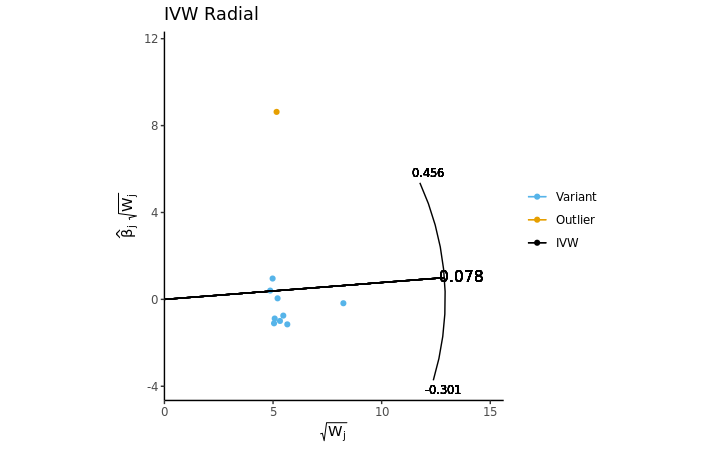 IVW Radial
12
8
4
0
-4
0
5
10
15
β̂j √Wj
√Wj
0.456
0.078
-0.301
Variant
Outlier
IVW